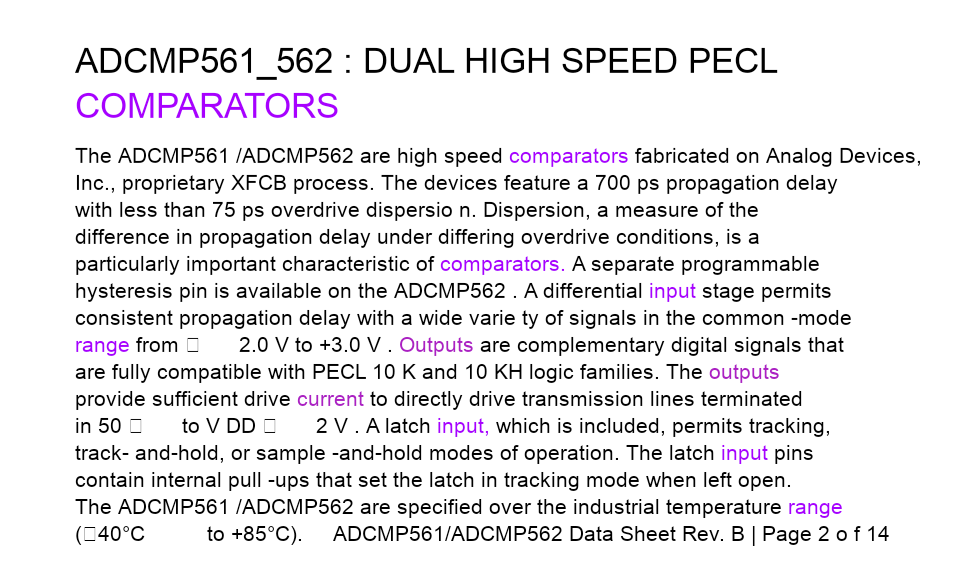 ADCMP561_562 : DUAL HIGH SPEED PECL
COMPARATORS
The ADCMP561 /ADCMP562 are high speed comparators fabricated on Analog Devices,
Inc., proprietary XFCB process. The devices feature a 700 ps propagation delay
with less than 75 ps overdrive dispersio n. Dispersion, a measure of the
difference in propagation delay under differing overdrive conditions, is a
particularly important characteristic of comparators. A separate programmable
hysteresis pin is available on the ADCMP562 . A differential input stage permits
consistent propagation delay with a wide varie ty of signals in the common -mode
range from □ 2.0 V to +3.0 V . Outputs are complementary digital signals that
are fully compatible with PECL 10 K and 10 KH logic families. The outputs
provide sufficient drive current to directly drive transmission lines terminated
in 50 □ to V DD □ 2 V . A latch input, which is included, permits tracking,
track- and-hold, or sample -and-hold modes of operation. The latch input pins
contain internal pull -ups that set the latch in tracking mode when left open.
The ADCMP561 /ADCMP562 are specified over the industrial temperature range
(□40°C to +85°C). ADCMP561/ADCMP562 Data Sheet Rev. B | Page 2 o f 14